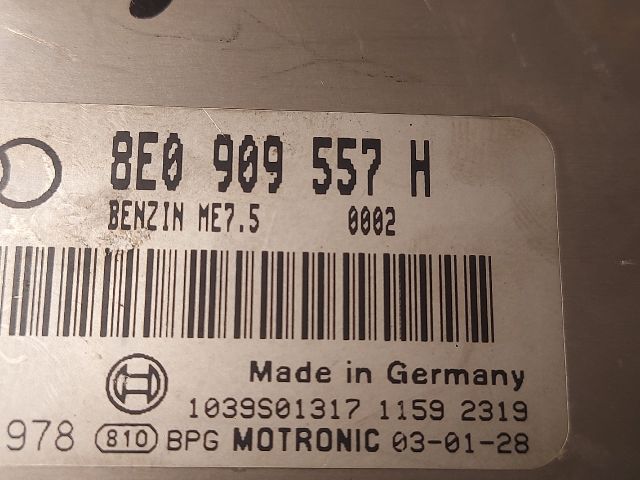 8E0 909 557 H
BENZIN ME7.5 0002
Made in Germany
1039S01317 1159 2319
978 810 BPG MOTRONIC 03-01-28